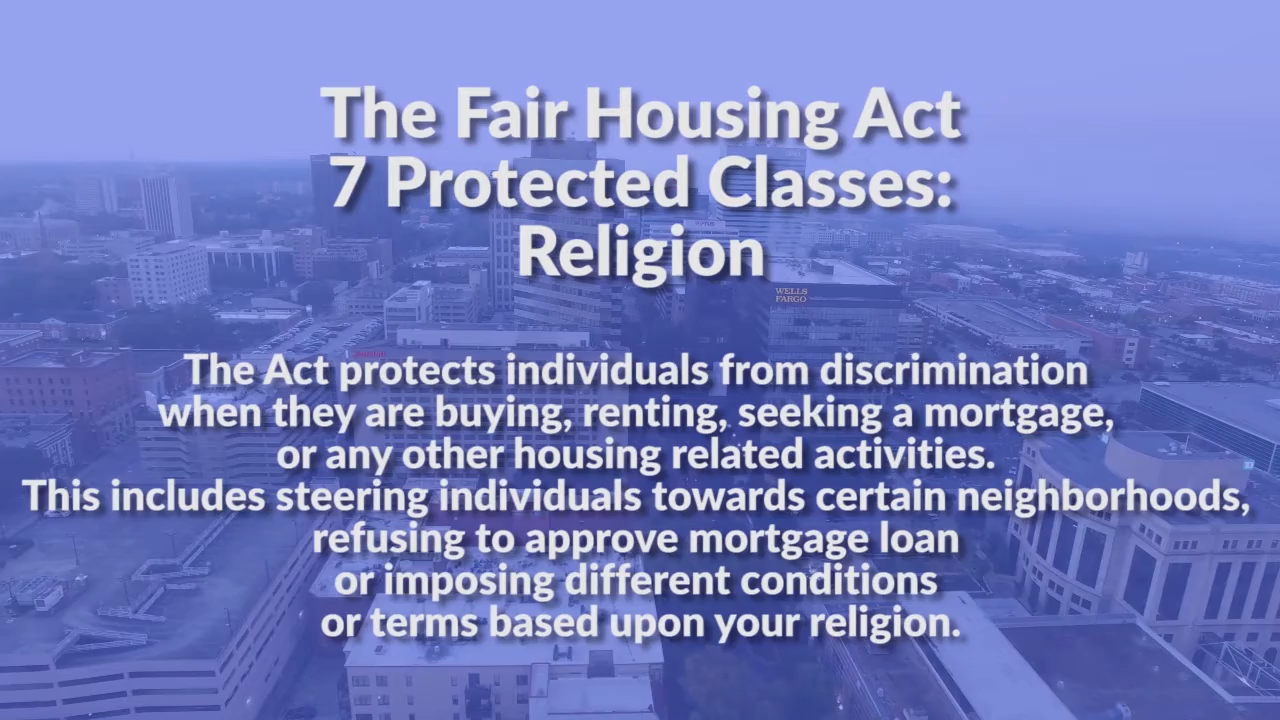 The Fair Housing Act
7 Protected Classes:
Religion
WELLS
FARGO
The Act protects individuals from discrimination
when they are buying, renting, seeking a mortgage,
or any other housing related activities.
This includes steering individuals towards certain neighborhoods,
refusing to approve mortgage loan
or imposing different conditions
or terms based upon your religion.